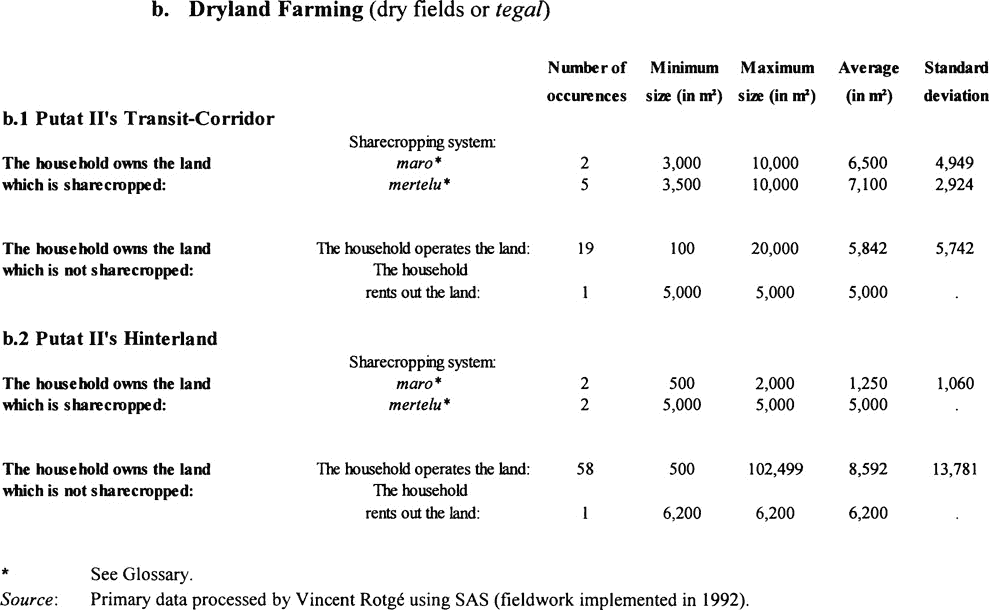 b. Dryland Farming (dry fields or tegal)
Number of Minimum Maximum Average Standard
occurences size (in m²) size (in m²) (in m²) deviation
b.1 Putat II's Transit-Corridor
Sharecropping system:
The household owns the land maro* 2 3,000 10,000 6,500 4,949
which is sharecropped: mertelu* 5 3,500 10,000 7,100 2,924
The household owns the land The household operates the land: 19 100 20,000 5,842 5,742
which is not sharecropped: The household
rents out the land: 1 5,000 5,000 5,000 .
b.2 Putat II's Hinterland
Sharecropping system:
The household owns the land maro* 2 500 2,000 1,250 1,060
which is sharecropped: mertelu* 2 5,000 5,000 5,000 .
The household owns the land The household operates the land: 58 500 102,499 8,592 13,781
which is not sharecropped: The household
rents out the land: 1 6,200 6,200 6,200 .
* See Glossary.
Source: Primary data processed by Vincent Rotgé using SAS (fieldwork implemented in 1992).